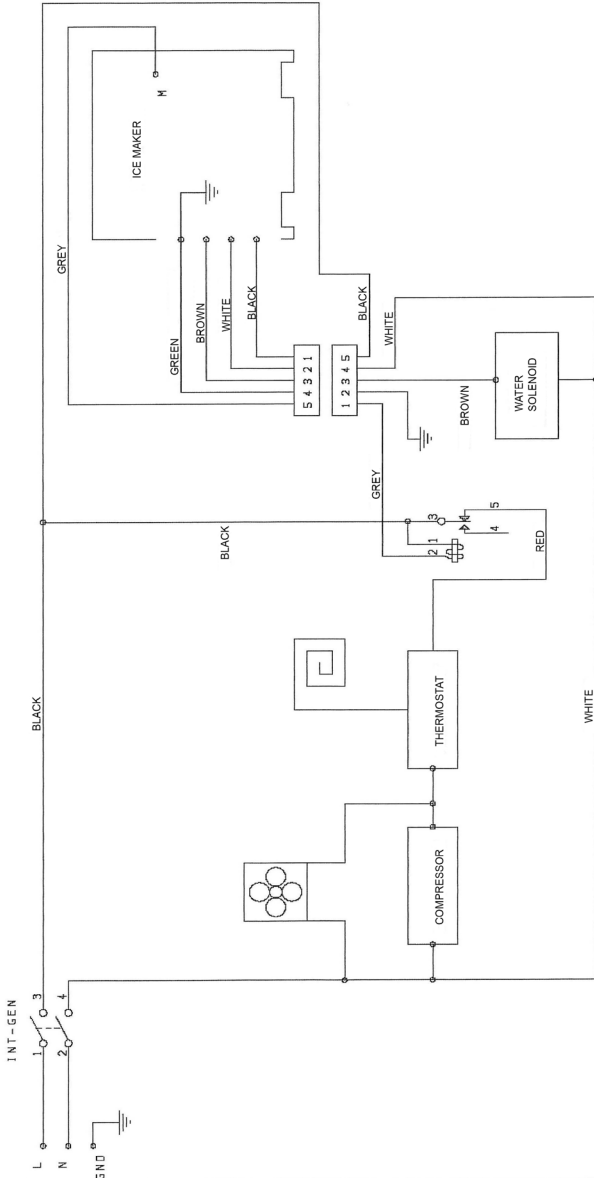 INT-GEN
L
N
GND
1
2
3
4
BLACK
WHITE
COMPRESSOR
THERMOSTAT
BLACK
RED
2 1 3
4 5
GREY
BROWN
WATER
SOLENOID
WHITE
BLACK
1 2 3 4 5
5 4 3 2 1
GREEN
BROWN
WHITE
BLACK
GREY
ICE MAKER
M